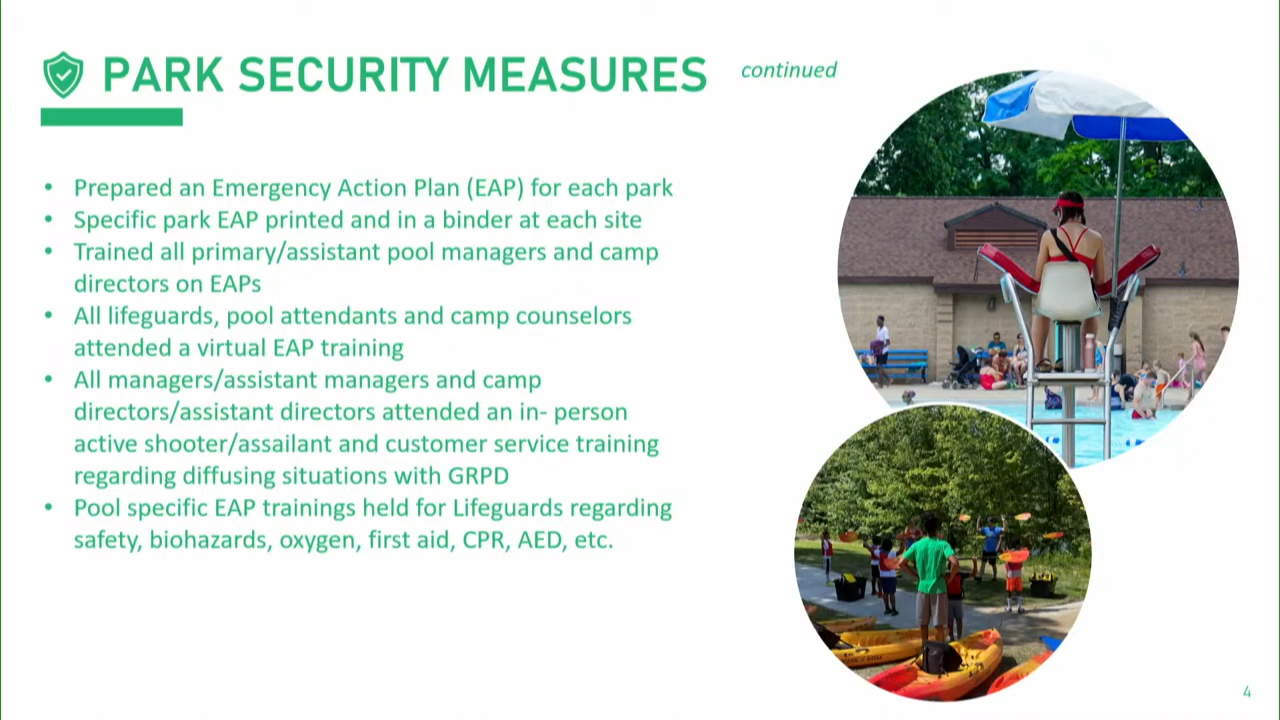 PARK SECURITY MEASURES continued
• Prepared an Emergency Action Plan (EAP) for each park
• Specific park EAP printed and in a binder at each site
• Trained all primary/assistant pool managers and camp
directors on EAPs
• All lifeguards, pool attendants and camp counselors
attended a virtual EAP training
• All managers/assistant managers and camp
directors/assistant directors attended an in- person
active shooter/assailant and customer service training
regarding diffusing situations with GRPD
• Pool specific EAP trainings held for Lifeguards regarding
safety, biohazards, oxygen, first aid, CPR, AED, etc.
4